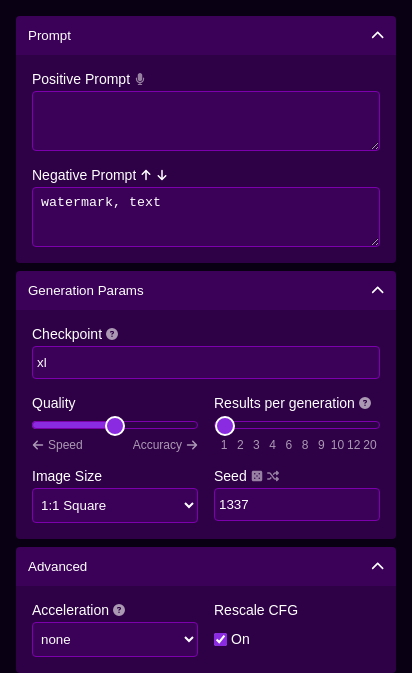 Prompt
Positive Prompt
Negative Prompt
watermark, text
Generation Params
Checkpoint
xl
Quality Results per generation
Speed Accuracy 1 2 3 4 6 8 9 10 12 20
Image Size Seed
1:1 Square 1337
Advanced
Acceleration Rescale CFG
none On